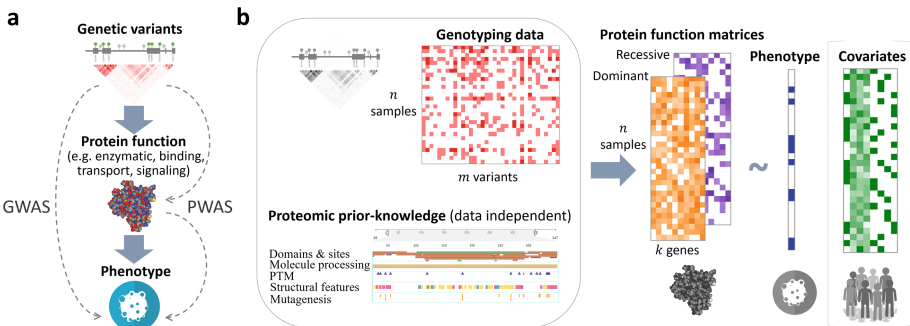 a
Genetic variants
Protein function
(e.g. enzymatic, binding,
transport, signaling)
GWAS
PWAS
Phenotype
b
Genotyping data
n
samples
m variants
Proteomic prior-knowledge (data independent)
Domains & sites
Molecule processing
PTM
Structural features
Mutagenesis
Protein function matrices
Recessive
Dominant
n
samples
k genes
~
Phenotype
Covariates